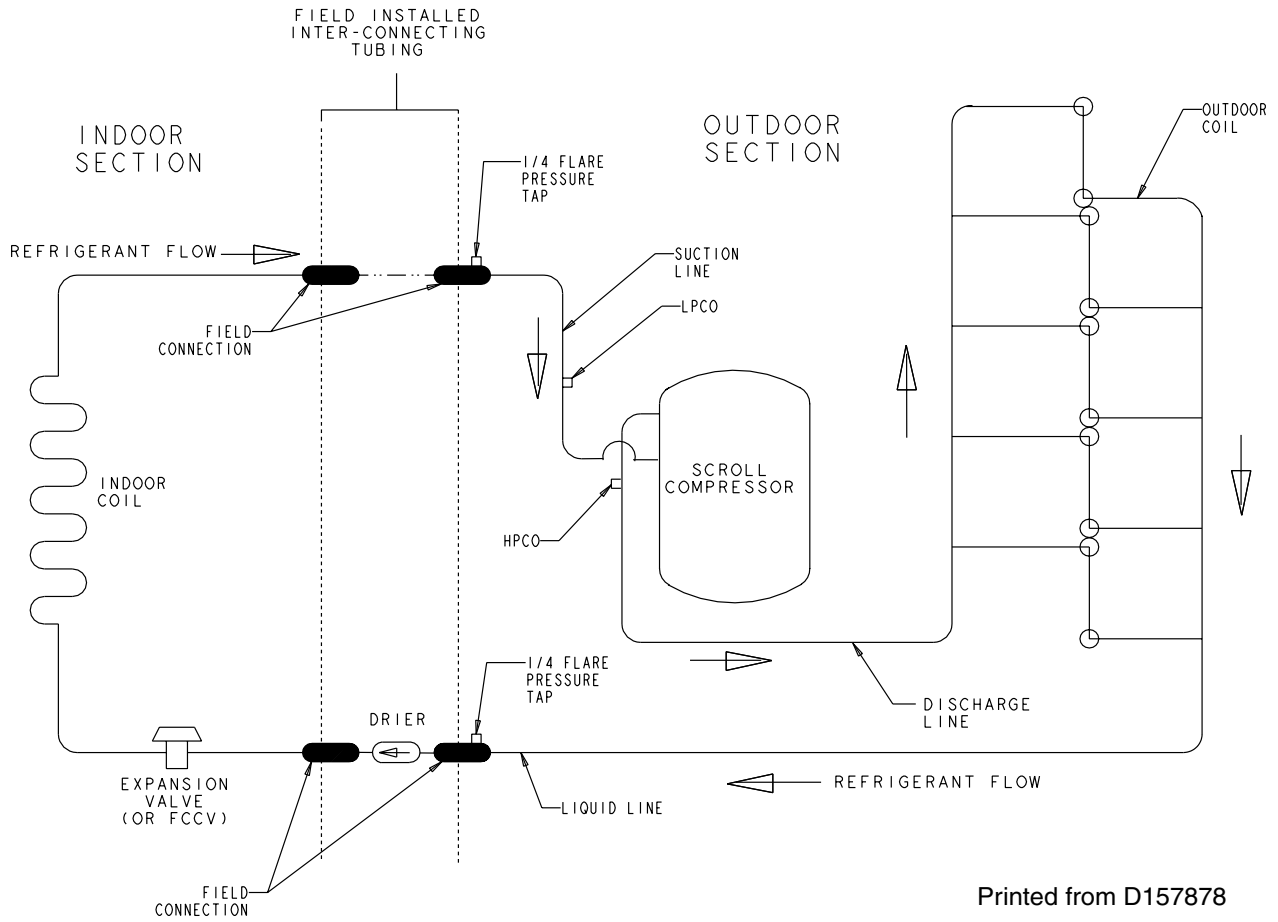 FIELD INSTALLED
INTER-CONNECTING
TUBING
INDOOR
SECTION
OUTDOOR
SECTION
OUTDOOR
COIL
1/4 FLARE
PRESSURE
TAP
REFRIGERANT FLOW
SUCTION
LINE
LPCO
FIELD
CONNECTION
INDOOR
COIL
SCROLL
COMPRESSOR
HPCO
1/4 FLARE
PRESSURE
TAP
DISCHARGE
LINE
DRIER
EXPANSION
VALVE
(OR FCCV)
LIQUID LINE
REFRIGERANT FLOW
FIELD
CONNECTION
Printed from D157878